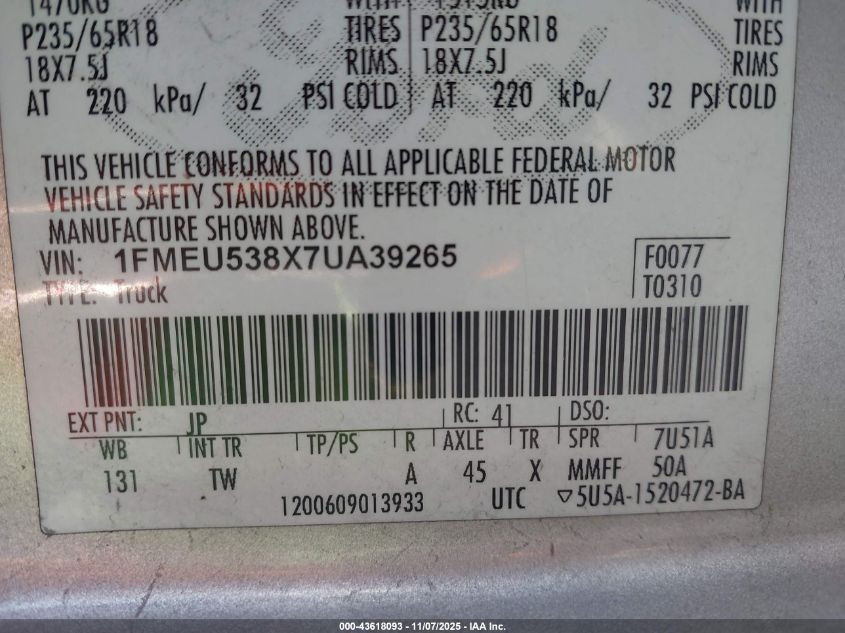 1470KG WITH 1515KG WITH
P235/65R18 TIRES P235/65R18 TIRES
18X7.5J RIMS 18X7.5J RIMS
AT 220 kPa/ 32 PSI COLD AT 220 kPa/ 32 PSI COLD
THIS VEHICLE CONFORMS TO ALL APPLICABLE FEDERAL MOTOR
VEHICLE SAFETY STANDARDS IN EFFECT ON THE DATE OF
MANUFACTURE SHOWN ABOVE.
VIN: 1FMEU538X7UA39265 F0077
TYPE: Truck T0310
EXT PNT: JP RC: 41 DSO:
WB INT TR TP/PS R AXLE TR SPR 7U51A
131 TW A 45 X MMFF 50A
1200609013933 UTC ▽5U5A-1520472-BA
000-43618093 - 11/07/2025 - IAA Inc.